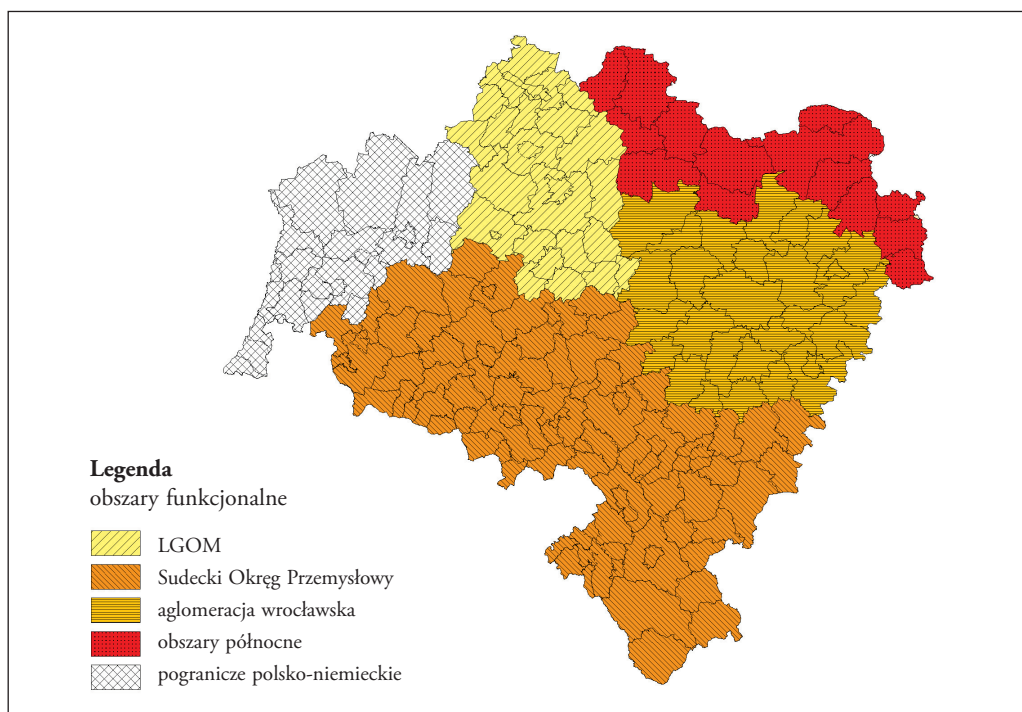 Legenda
obszary funkcjonalne
LGOM
Sudecki Okręg Przemysłowy
aglomeracja wrocławska
obszary północne
pogranicze polsko-niemieckie